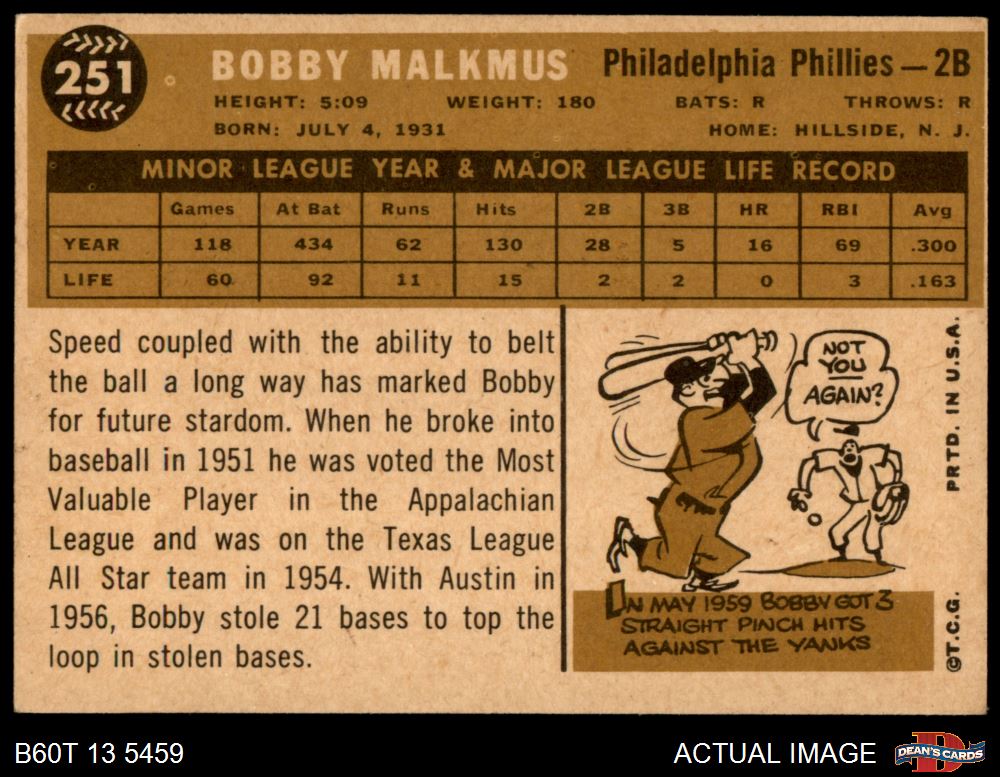 251
BOBBY MALKMUS Philadelphia Phillies — 2B
HEIGHT: 5:09 WEIGHT: 180 BATS: R THROWS: R
BORN: JULY 4, 1931 HOME: HILLSIDE, N. J.
MINOR LEAGUE YEAR & MAJOR LEAGUE LIFE RECORD
Games At Bat Runs Hits 2B 3B HR RBI Avg
YEAR 118 434 62 130 28 5 16 69 .300
LIFE 60 92 11 15 2 2 0 3 .163
Speed coupled with the ability to belt
the ball a long way has marked Bobby
for future stardom. When he broke into
baseball in 1951 he was voted the Most
Valuable Player in the Appalachian
League and was on the Texas League
All Star team in 1954. With Austin in
1956, Bobby stole 21 bases to top the
loop in stolen bases.
NOT
YOU
AGAIN?
IN MAY 1959 BOBBY GOT 3
STRAIGHT PINCH HITS
AGAINST THE YANKS
©T.C.G. PRTD. IN U.S.A.
B60T 13 5459
ACTUAL IMAGE
D
DEAN'S CARDS